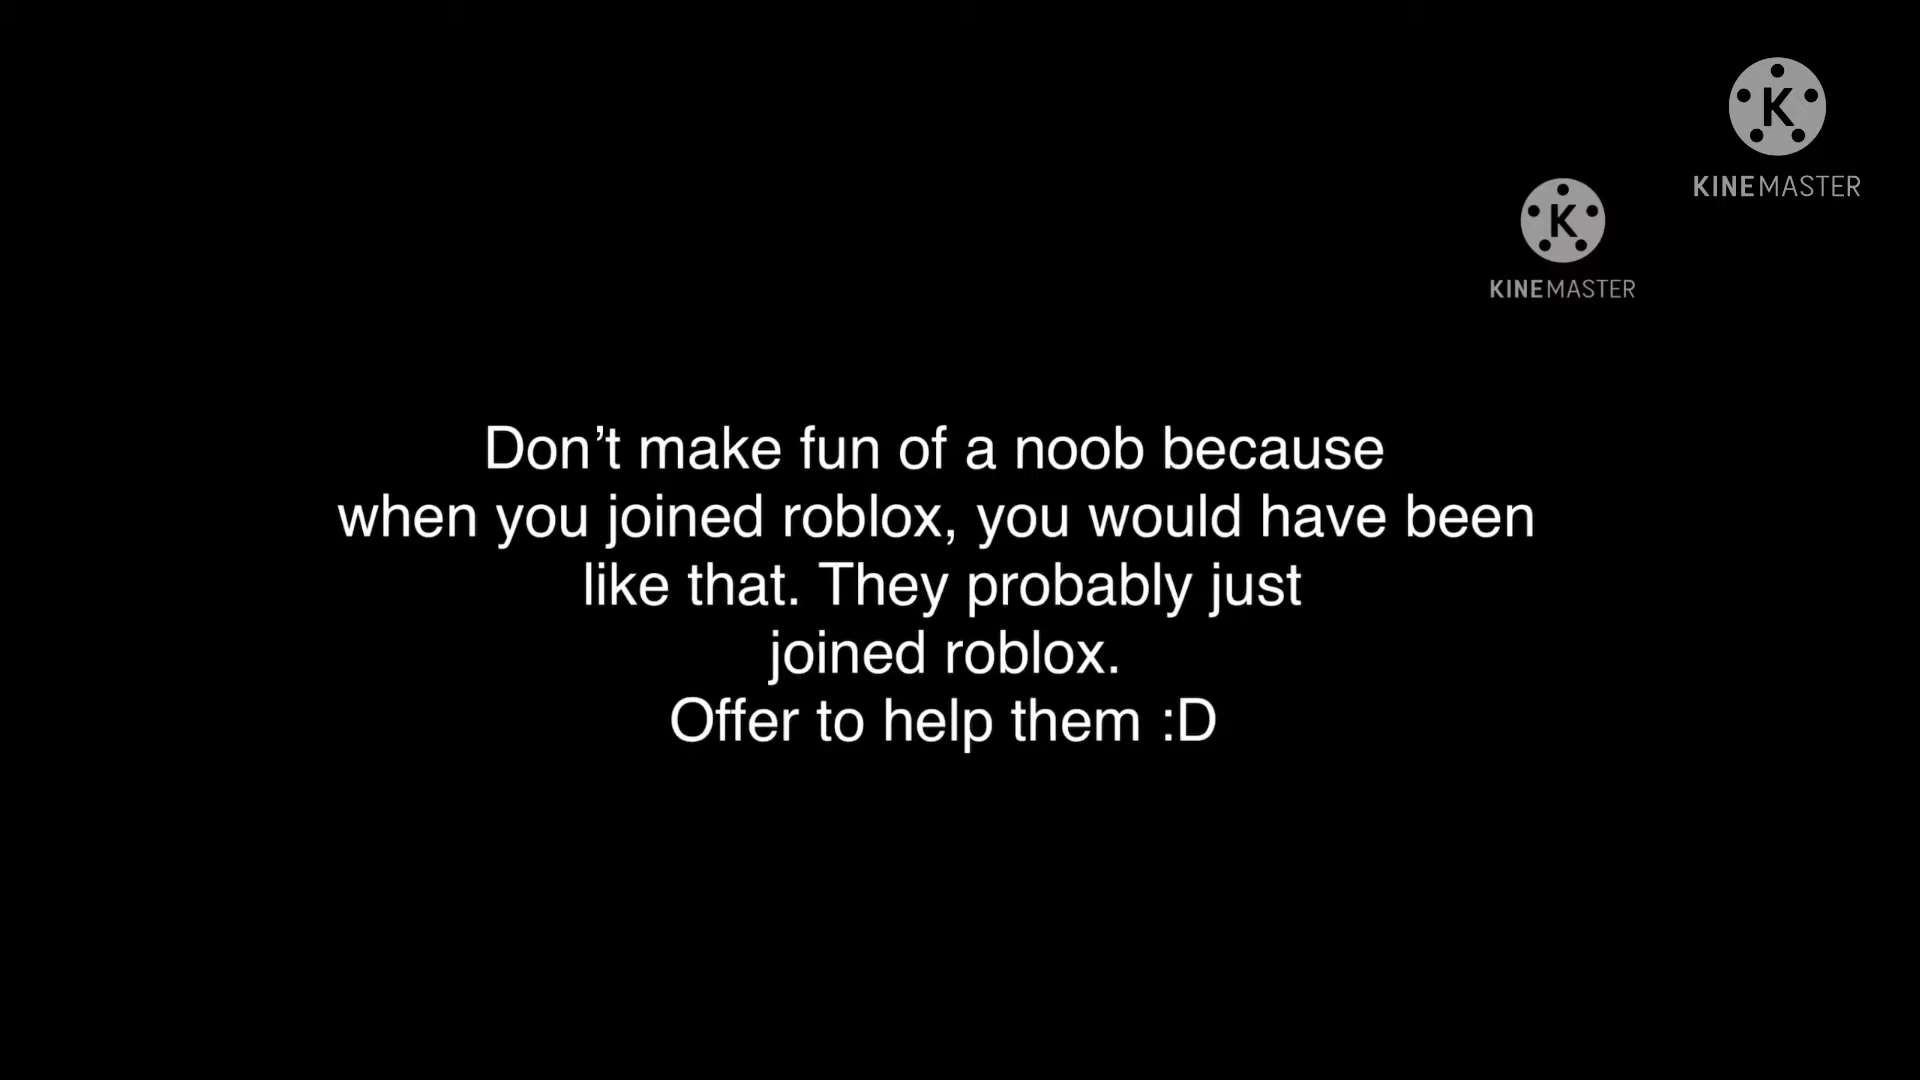 KINEMASTER
KINEMASTER
Don’t make fun of a noob because
when you joined roblox, you would have been
like that. They probably just
joined roblox.
Offer to help them :D